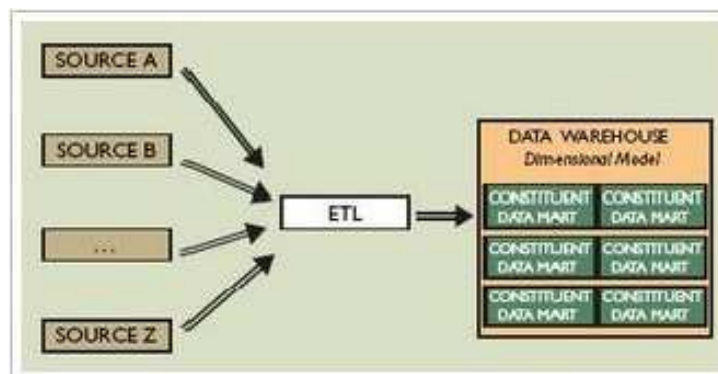 SOURCE A
SOURCE B
...
SOURCE Z
ETL
DATA WAREHOUSE
Dimensional Model
CONSTITUENT
DATA MART
CONSTITUENT
DATA MART
CONSTITUENT
DATA MART
CONSTITUENT
DATA MART
CONSTITUENT
DATA MART
CONSTITUENT
DATA MART